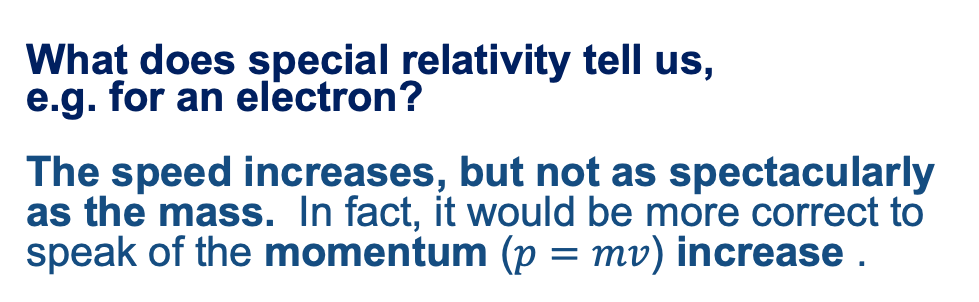 What does special relativity tell us,
e.g. for an electron?
The speed increases, but not as spectacularly
as the mass.  In fact, it would be more correct to
speak of the momentum (p = mv) increase .